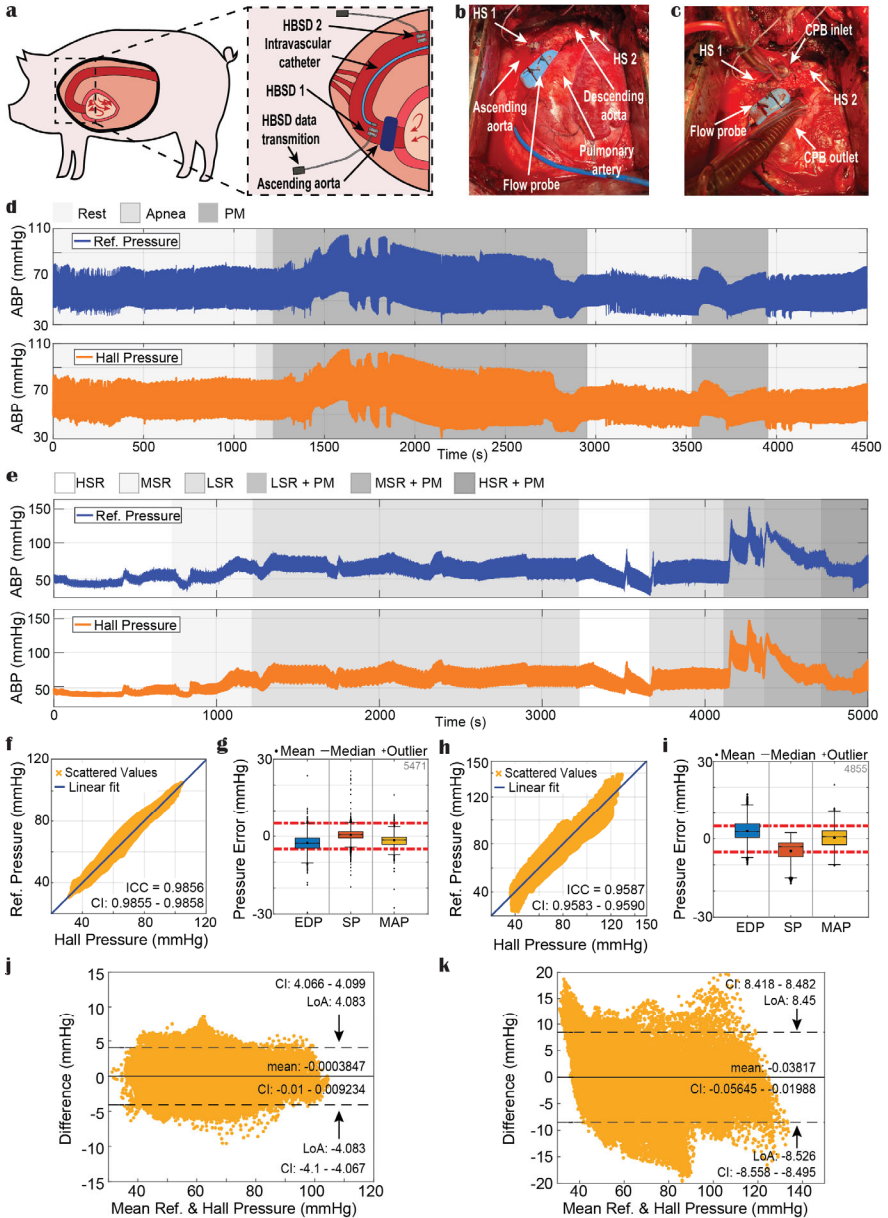 a
HBSD 2
Intravascular
catheter
HBSD 1
HBSD data
transmition
Ascending aorta
b
HS 1
HS 2
Ascending
aorta
Descending
aorta
Pulmonary
artery
Flow probe
c
CPB inlet
HS 1
HS 2
Flow probe
CPB outlet
d
Rest Apnea PM
110
70
30
ABP (mmHg)
Ref. Pressure
110
70
30
ABP (mmHg)
Hall Pressure
0 500 1000 1500 2000 2500 3000 3500 4000 4500
Time (s)
e
HSR MSR LSR LSR + PM MSR + PM HSR + PM
150
100
50
ABP (mmHg)
Ref. Pressure
150
100
50
ABP (mmHg)
Hall Pressure
0 1000 2000 3000 4000 5000
Time (s)
f
120
80
40
Ref. Pressure (mmHg)
Scattered Values
Linear fit
ICC = 0.9856
CI: 0.9855 - 0.9858
40 80 120
Hall Pressure (mmHg)
g
Mean Median Outlier
5471
30
0
-30
Pressure Error (mmHg)
EDP SP MAP
h
140
100
60
20
Ref. Pressure (mmHg)
Scattered Values
Linear fit
ICC = 0.9587
CI: 0.9583 - 0.9590
30 60 90 120 150
Hall Pressure (mmHg)
i
Mean Median Outlier
4855
30
0
-30
Pressure Error (mmHg)
EDP SP MAP
j
15
10
5
0
-5
-10
-15
Difference (mmHg)
CI: 4.066 - 4.099
LoA: 4.083
mean: -0.0003847
CI: -0.01 - 0.009234
LoA: -4.083
CI: -4.1 - -4.067
20 40 60 80 100 120
Mean Ref. & Hall Pressure (mmHg)
k
20
15
10
5
0
-5
-10
-15
-20
Difference (mmHg)
CI: 8.418 - 8.482
LoA: 8.45
mean: -0.03817
CI: -0.05645 - -0.01988
LoA: -8.526
CI: -8.558 - -8.495
40 60 80 100 120 140
Mean Ref. & Hall Pressure (mmHg)